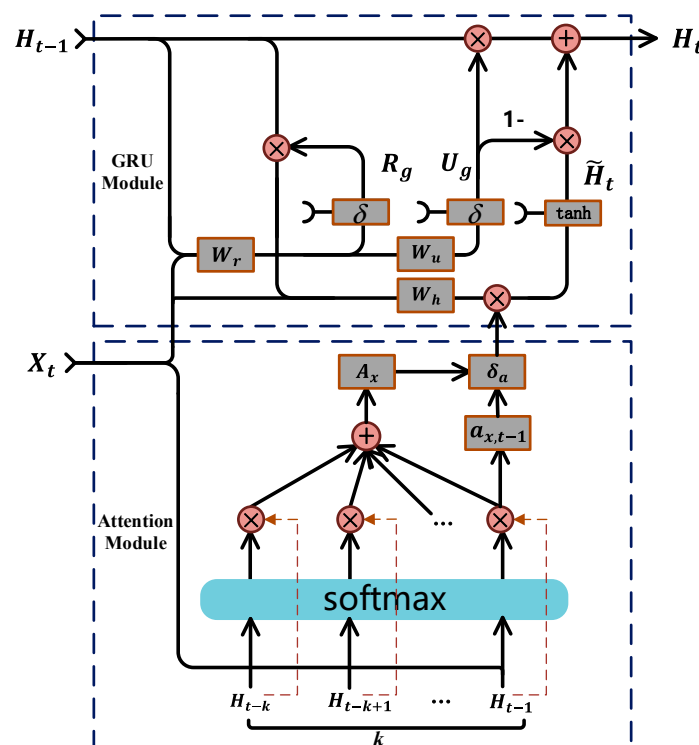 H_{t-1} H_t
1-
GRU
Module
R_g U_g H̃_t
δ δ tanh
W_r W_u
W_h
X_t
A_x δ_a
a_{x,t-1}
Attention
Module
...
softmax
H_{t-k} H_{t-k+1} ... H_{t-1}
k